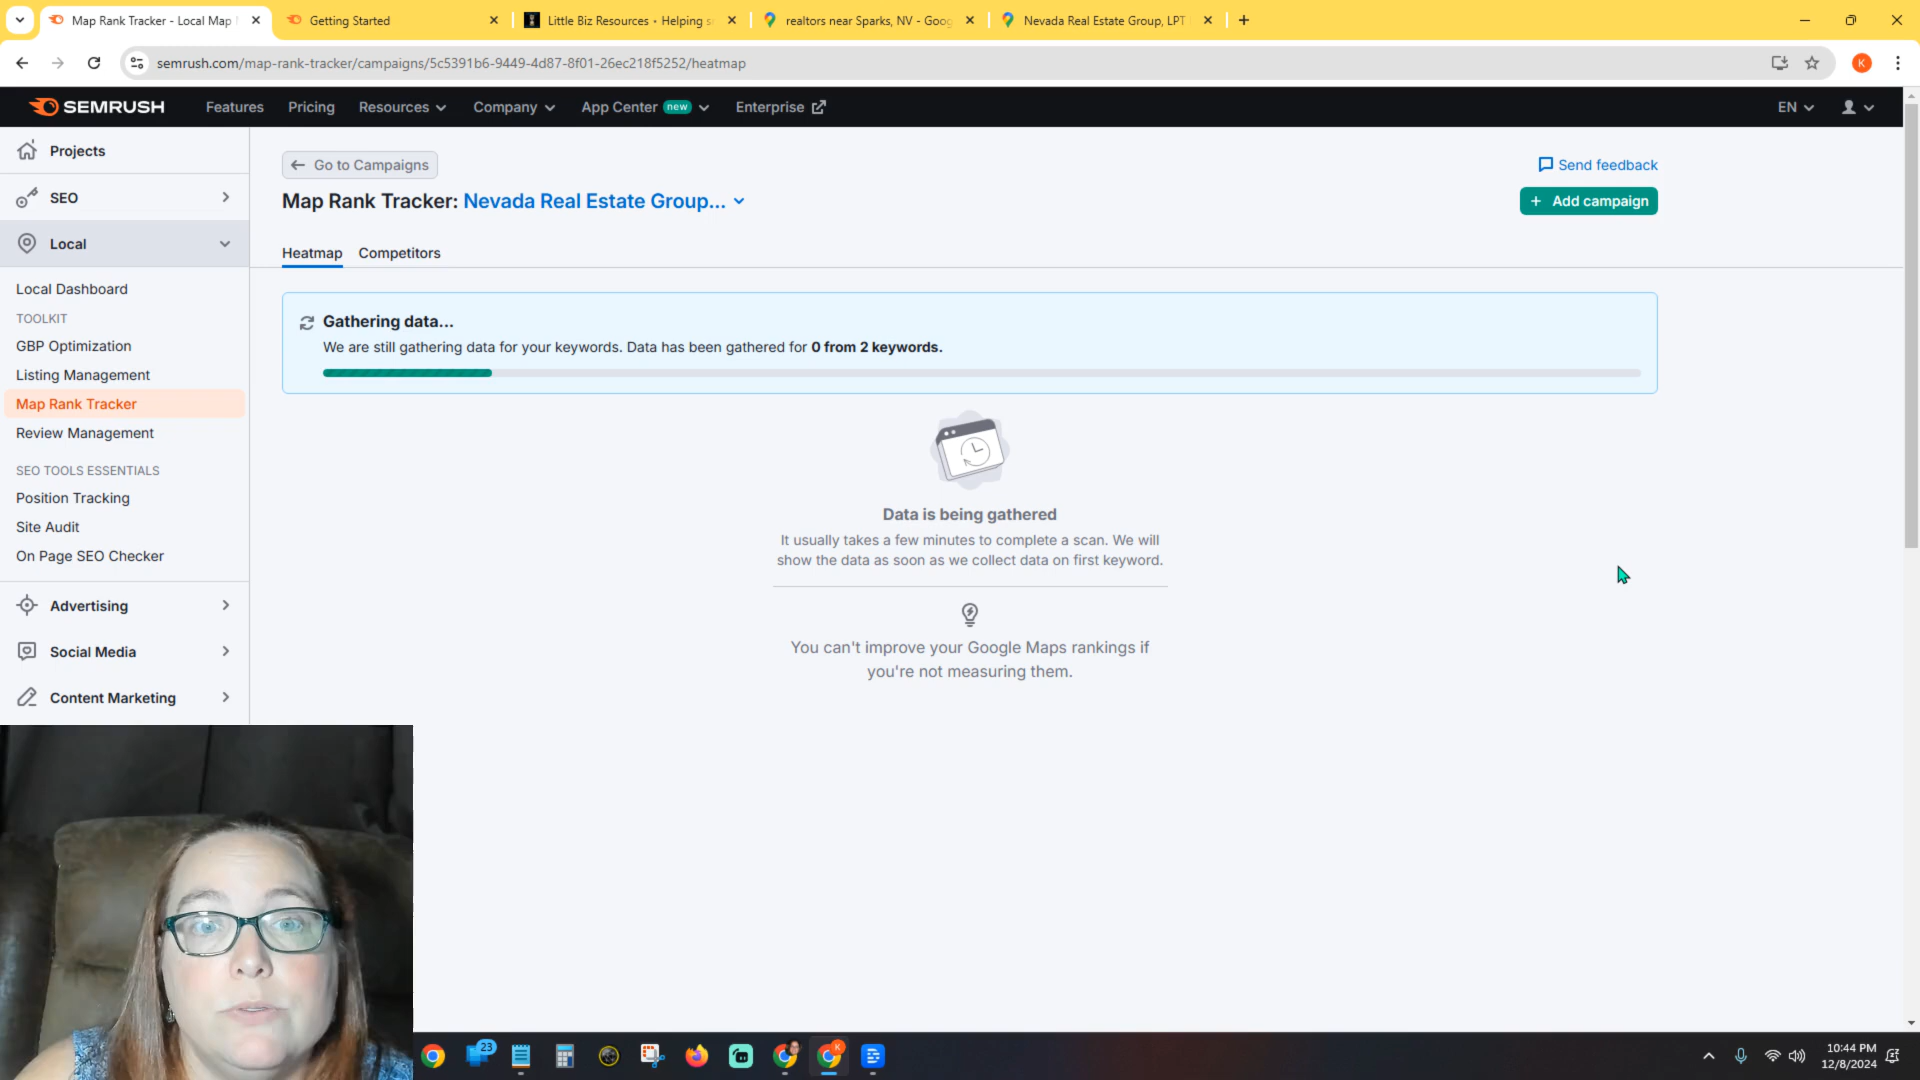 Map Rank Tracker - Local Map
Getting Started
Little Biz Resources • Helping s
realtors near Sparks, NV - Goog
Nevada Real Estate Group, LPT
semrush.com/map-rank-tracker/campaigns/5c5391b6-9449-4d87-8f01-26ec218f5252/heatmap
K
SEMRUSH
Features
Pricing
Resources
Company
App Center new
Enterprise
EN
Projects
SEO
Local
Local Dashboard
TOOLKIT
GBP Optimization
Listing Management
Map Rank Tracker
Review Management
SEO TOOLS ESSENTIALS
Position Tracking
Site Audit
On Page SEO Checker
Advertising
Social Media
Content Marketing
← Go to Campaigns
Send feedback
Map Rank Tracker: Nevada Real Estate Group...
+ Add campaign
Heatmap
Competitors
Gathering data...
We are still gathering data for your keywords. Data has been gathered for 0 from 2 keywords.
Data is being gathered
It usually takes a few minutes to complete a scan. We will
show the data as soon as we collect data on first keyword.
You can't improve your Google Maps rankings if
you're not measuring them.
23
K
10:44 PM
12/8/2024